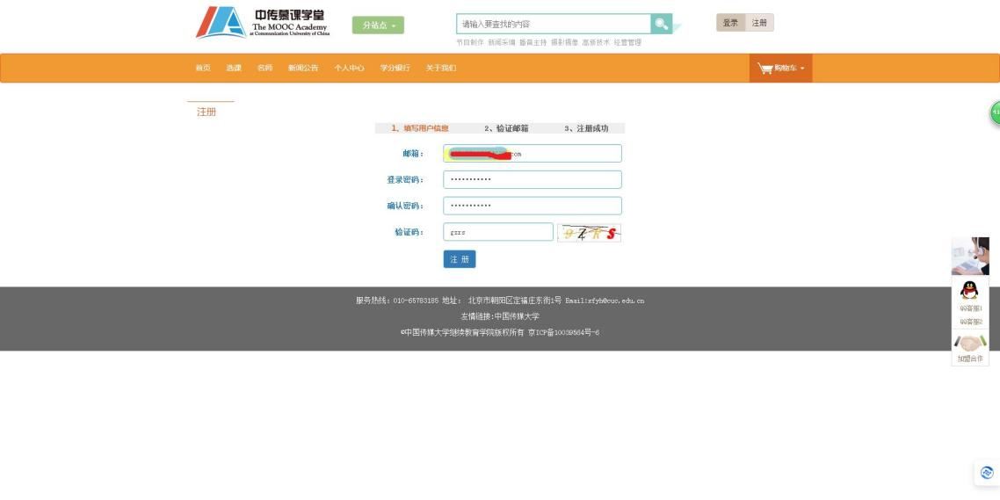 中传慕课学堂
The MOOC Academy
at Communication University of China
分站点
请输入要查找的内容
登录 注册
节目制作 新闻采编 播音主持 摄影摄像 高新技术 经营管理
首页 选课 名师 新闻公告 个人中心 学分银行 关于我们 购物车
注册
1、填写用户信息 2、验证邮箱 3、注册成功
邮箱: com
登录密码: •••••••••••
确认密码: •••••••••••
验证码: gzrs gZRS
注 册
服务热线: 010-65783185 地址: 北京市朝阳区定福庄东街1号 Email:xfyh@cuc.edu.cn
友情链接:中国传媒大学
©中国传媒大学继续教育学院版权所有 京ICP备10039564号-6
QQ客服1
QQ客服2
加盟合作